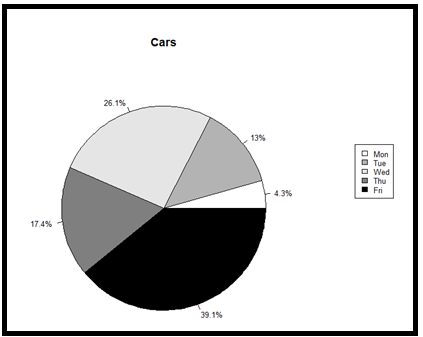 Cars
26.1%
13%
4.3%
17.4%
39.1%
Mon
Tue
Wed
Thu
Fri